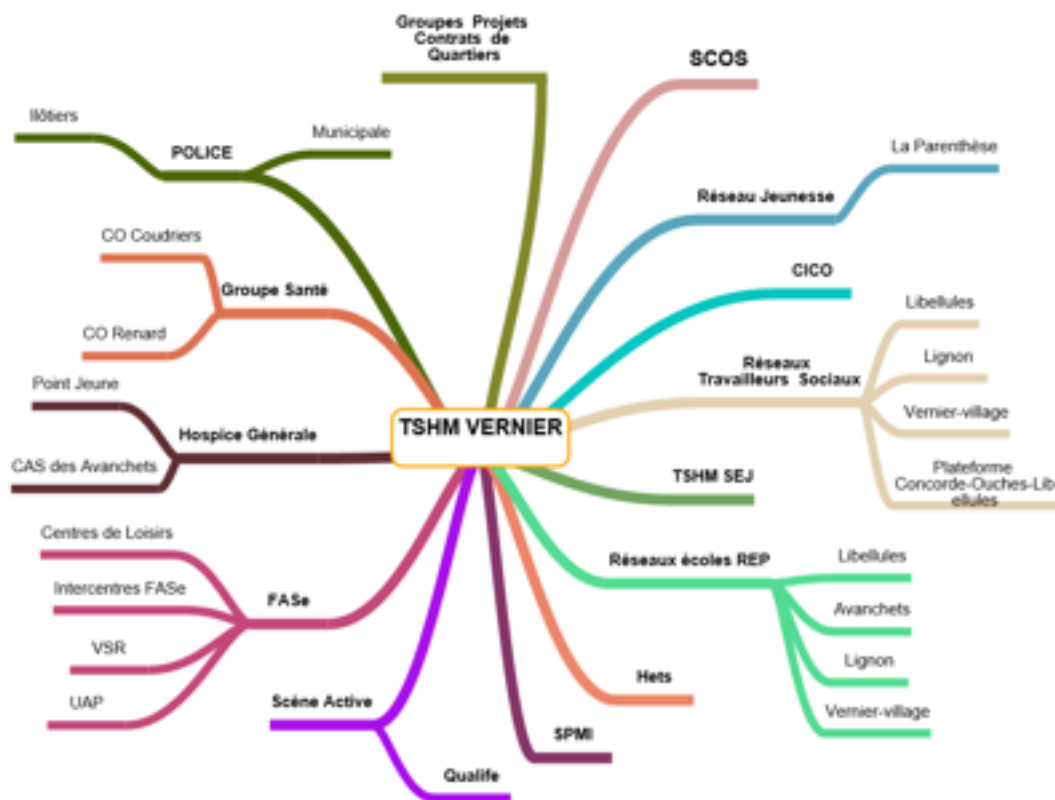 Groupes Projets
Contrats de
Quartiers
SCOS
Ilôtiers
POLICE
Municipale
La Parenthèse
Réseau Jeunesse
CO Coudriers
Groupe Santé
CO Renard
CICO
Libellules
Réseaux
Travailleurs Sociaux
Lignon
Vernier-village
Plateforme
Concorde-Ouches-Lib
ellules
Point Jeune
Hospice Générale
CAS des Avanchets
TSHM VERNIER
TSHM SEJ
Centres de Loisirs
Intercentres FASe
FASe
VSR
UAP
Réseaux écoles REP
Libellules
Avanchets
Lignon
Vernier-village
Hets
Scène Active
SPMI
Qualife